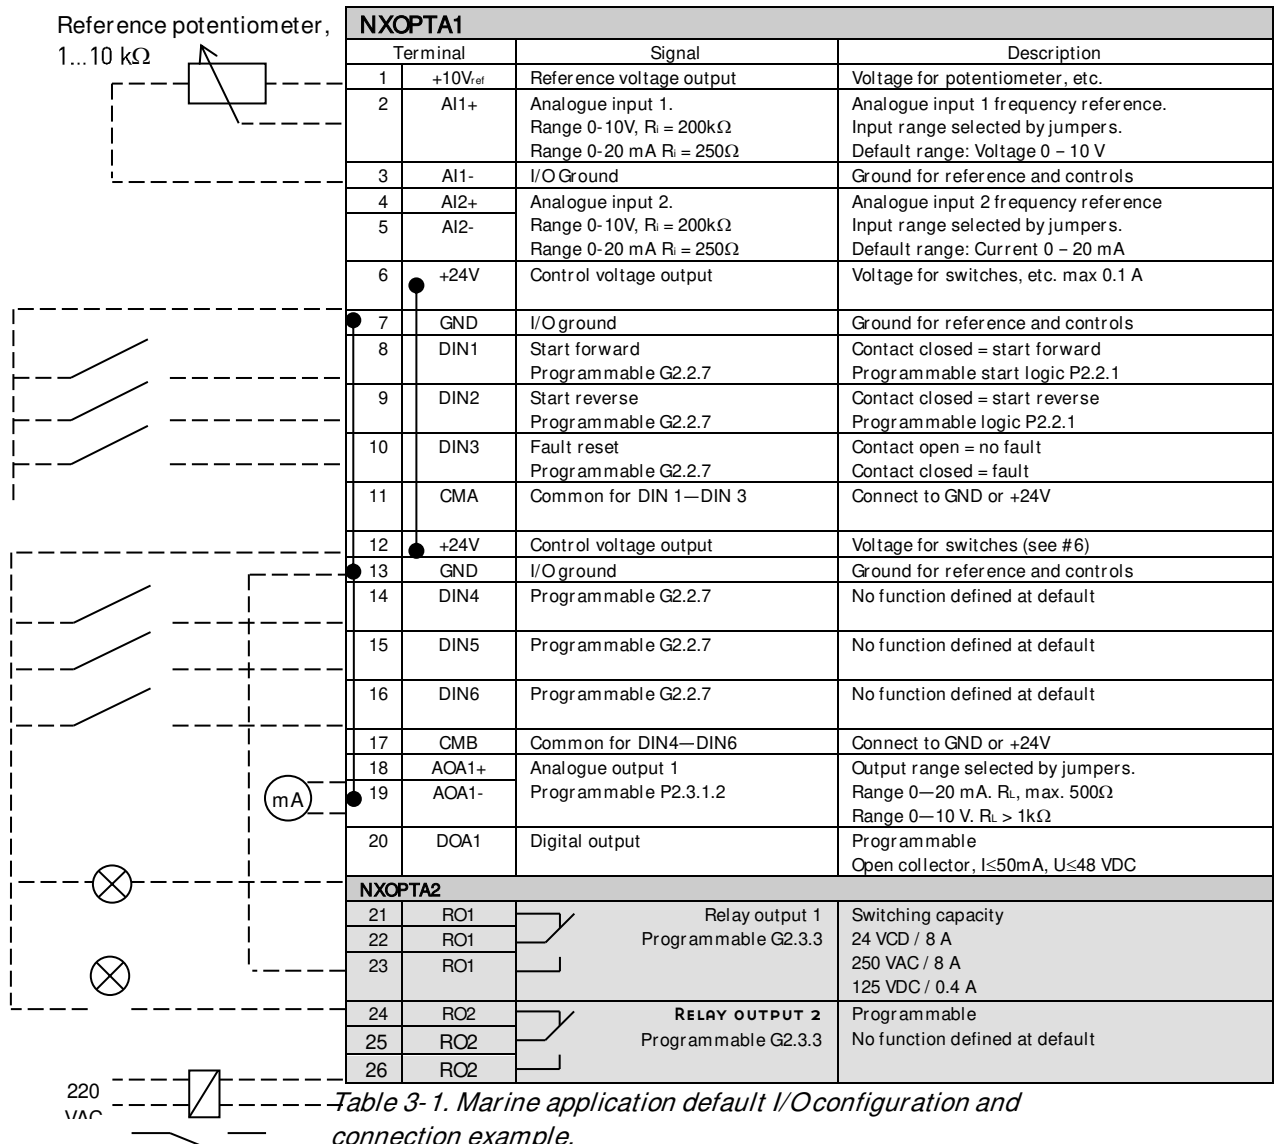 Reference potentiometer,
1...10 kΩ
NXOPTA1
Terminal Signal Description
1 +10Vref Reference voltage output Voltage for potentiometer, etc.
2 AI1+ Analogue input 1. Analogue input 1 frequency reference.
Range 0-10V, Ri = 200kΩ Input range selected by jumpers.
Range 0-20 mA Ri = 250Ω Default range: Voltage 0 – 10 V
3 AI1- I/O Ground Ground for reference and controls
4 AI2+ Analogue input 2. Analogue input 2 frequency reference
5 AI2- Range 0-10V, Ri = 200kΩ Input range selected by jumpers.
Range 0-20 mA Ri = 250Ω Default range: Current 0 – 20 mA
6 +24V Control voltage output Voltage for switches, etc. max 0.1 A
7 GND I/O ground Ground for reference and controls
8 DIN1 Start forward Contact closed = start forward
Programmable G2.2.7 Programmable start logic P2.2.1
9 DIN2 Start reverse Contact closed = start reverse
Programmable G2.2.7 Programmable logic P2.2.1
10 DIN3 Fault reset Contact open = no fault
Programmable G2.2.7 Contact closed = fault
11 CMA Common for DIN 1—DIN 3 Connect to GND or +24V
12 +24V Control voltage output Voltage for switches (see #6)
13 GND I/O ground Ground for reference and controls
14 DIN4 Programmable G2.2.7 No function defined at default
15 DIN5 Programmable G2.2.7 No function defined at default
16 DIN6 Programmable G2.2.7 No function defined at default
17 CMB Common for DIN4—DIN6 Connect to GND or +24V
18 AOA1+ Analogue output 1 Output range selected by jumpers.
mA 19 AOA1- Programmable P2.3.1.2 Range 0—20 mA. RL, max. 500Ω
Range 0—10 V. RL > 1kΩ
20 DOA1 Digital output Programmable
Open collector, I≤50mA, U≤48 VDC
NXOPTA2
21 RO1 Relay output 1 Switching capacity
22 RO1 Programmable G2.3.3 24 VCD / 8 A
23 RO1 250 VAC / 8 A
125 VDC / 0.4 A
24 RO2 Relay output 2 Programmable
25 RO2 Programmable G2.3.3 No function defined at default
26 RO2
220
VAC
Table 3-1. Marine application default I/O configuration and
connection example.